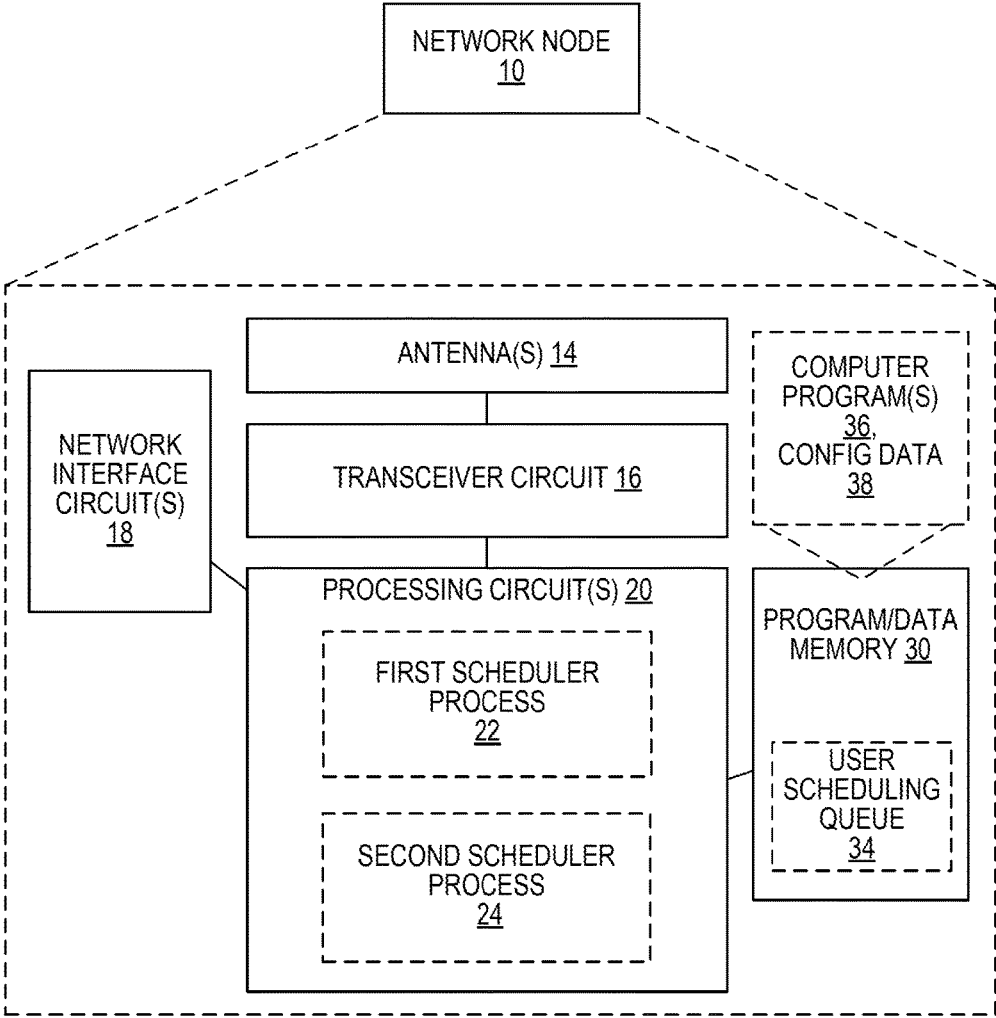 NETWORK NODE
10
ANTENNA(S) 14
NETWORK
INTERFACE
CIRCUIT(S)
18
TRANSCEIVER CIRCUIT 16
COMPUTER
PROGRAM(S)
36,
CONFIG DATA
38
PROCESSING CIRCUIT(S) 20
FIRST SCHEDULER
PROCESS
22
SECOND SCHEDULER
PROCESS
24
PROGRAM/DATA
MEMORY 30
USER
SCHEDULING
QUEUE
34